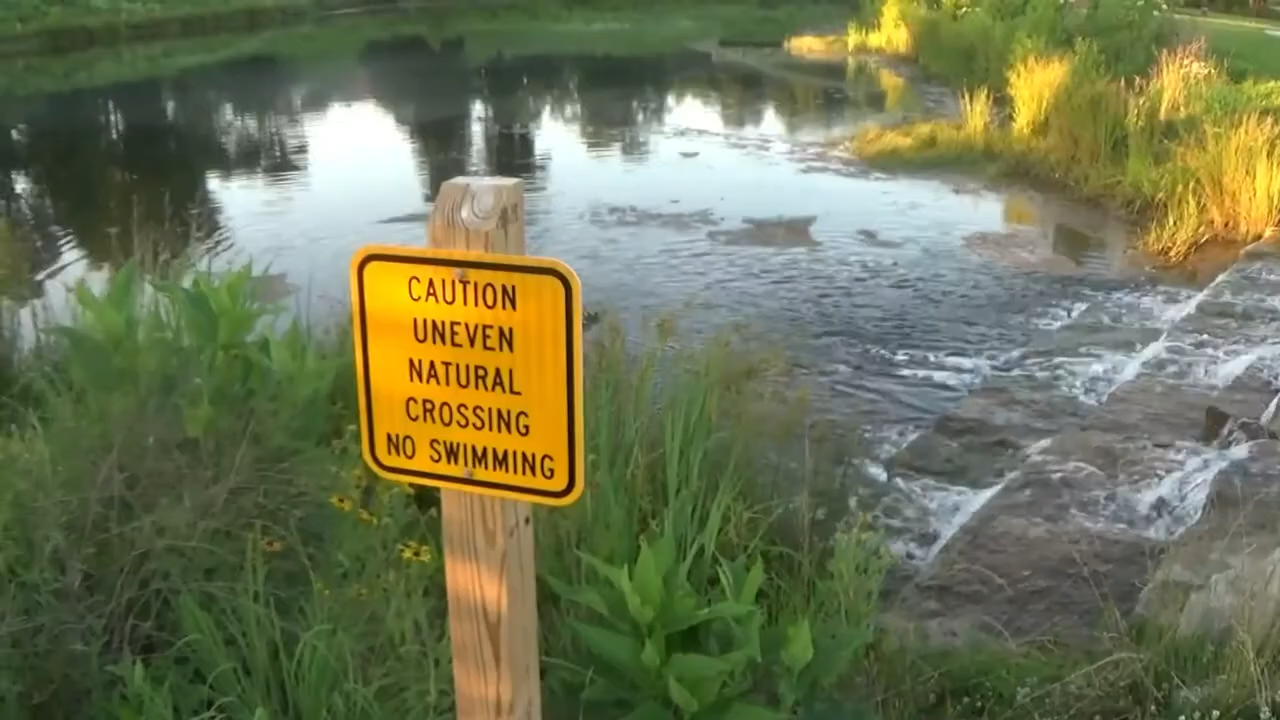 CAUTION
UNEVEN
NATURAL
CROSSING
NO SWIMMING